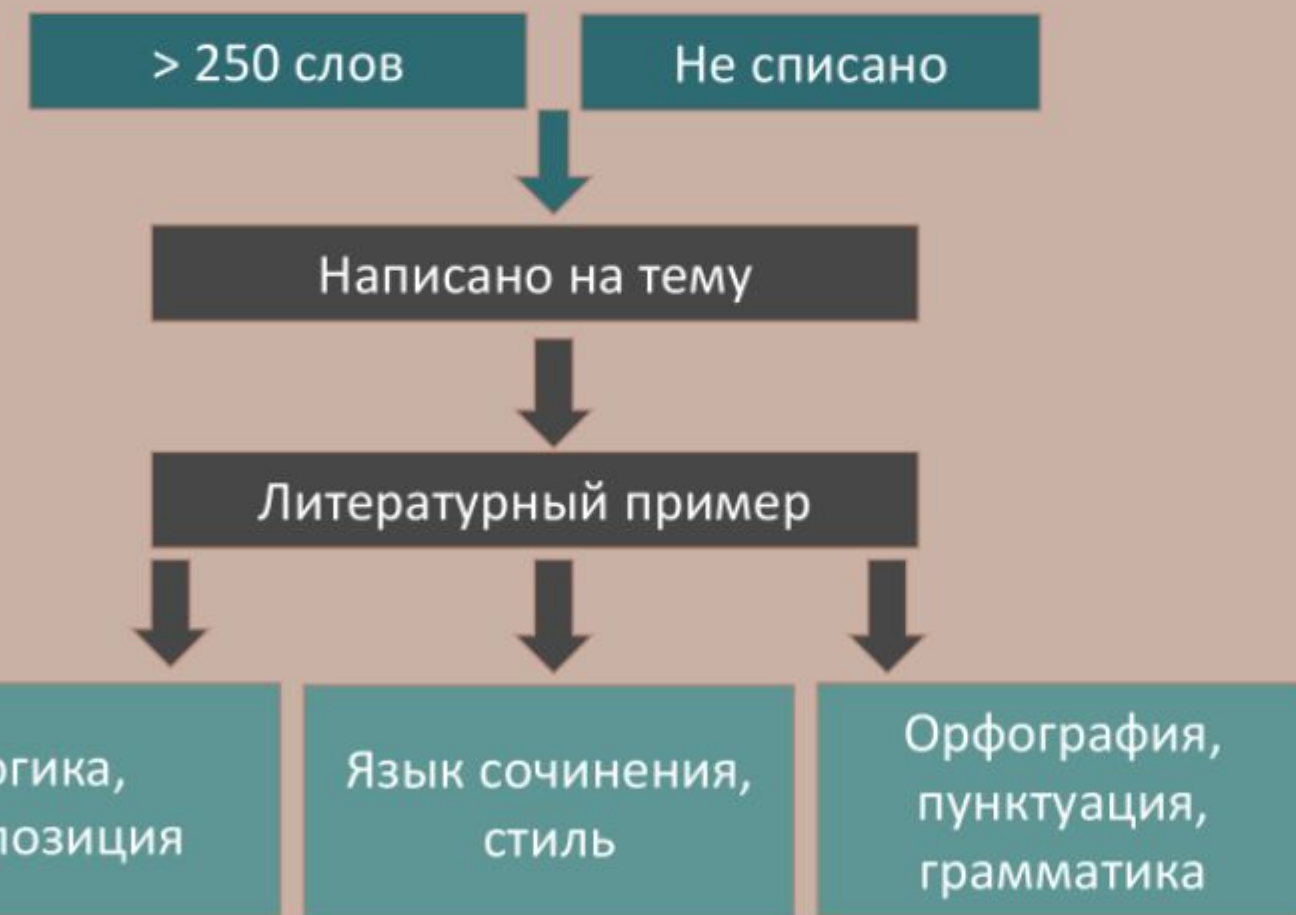 > 250 слов
Не списано
Написано на тему
Литературный пример
Язык сочинения,
стиль
Орфография,
пунктуация,
грамматика